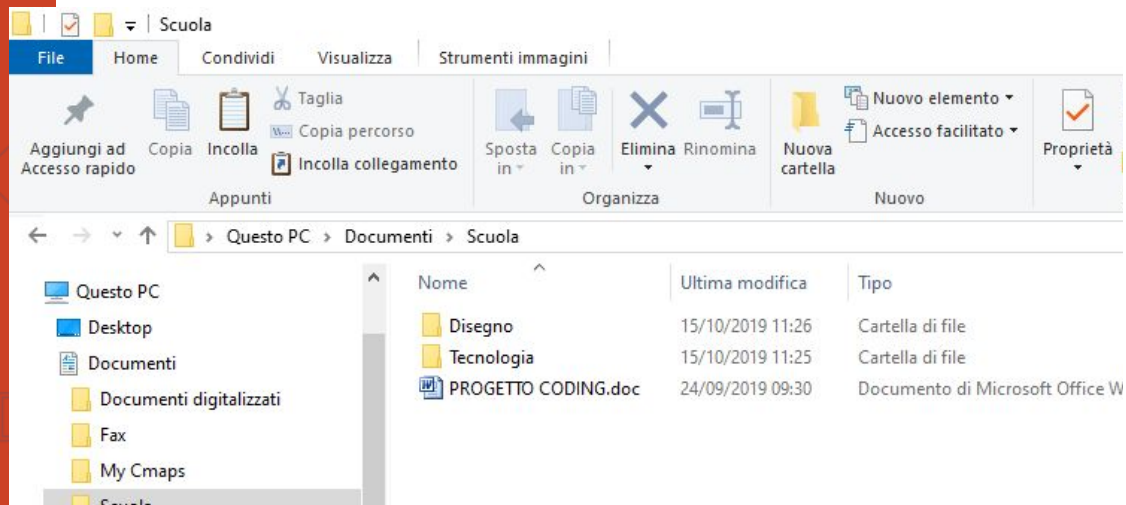 Scuola
File Home Condividi Visualizza Strumenti immagini
Aggiungi ad Accesso rapido
Copia
Incolla
Taglia
Copia percorso
Incolla collegamento
Appunti
Sposta in
Copia in
Elimina
Rinomina
Organizza
Nuova cartella
Nuovo elemento
Accesso facilitato
Nuovo
Proprietà
Questo PC > Documenti > Scuola
Questo PC
Desktop
Documenti
Documenti digitalizzati
Fax
My Cmaps
Scuola
Nome Ultima modifica Tipo
Disegno 15/10/2019 11:26 Cartella di file
Tecnologia 15/10/2019 11:25 Cartella di file
PROGETTO CODING.doc 24/09/2019 09:30 Documento di Microsoft Office W